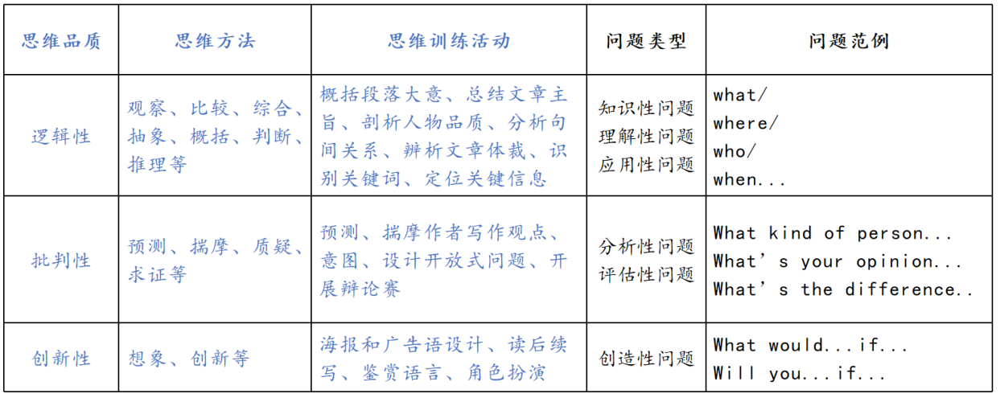 思维品质 思维方法 思维训练活动 问题类型 问题范例
逻辑性
观察、比较、综合、
抽象、概括、判断、
推理等
概括段落大意、总结文章主
旨、剖析人物品质、分析句
间关系、辨析文章体裁、识
别关键词、定位关键信息
知识性问题
理解性问题
应用性问题
what/
where/
who/
when...
批判性
预测、揣摩、质疑、
求证等
预测、揣摩作者写作观点、
意图、设计开放式问题、开
展辩论赛
分析性问题
评估性问题
What kind of person...
What’s your opinion...
What’s the difference..
创新性
想象、创新等
海报和广告语设计、读后续
写、鉴赏语言、角色扮演
创造性问题
What would...if...
Will you...if...